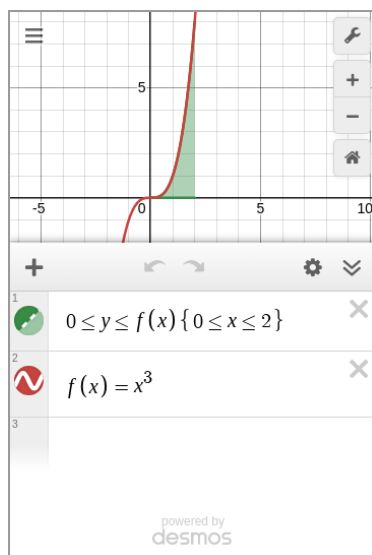 5
-5
0
5
10
1
0 ≤ y ≤ f(x){0 ≤ x ≤ 2}
2
f(x) = x³
3
powered by
desmos